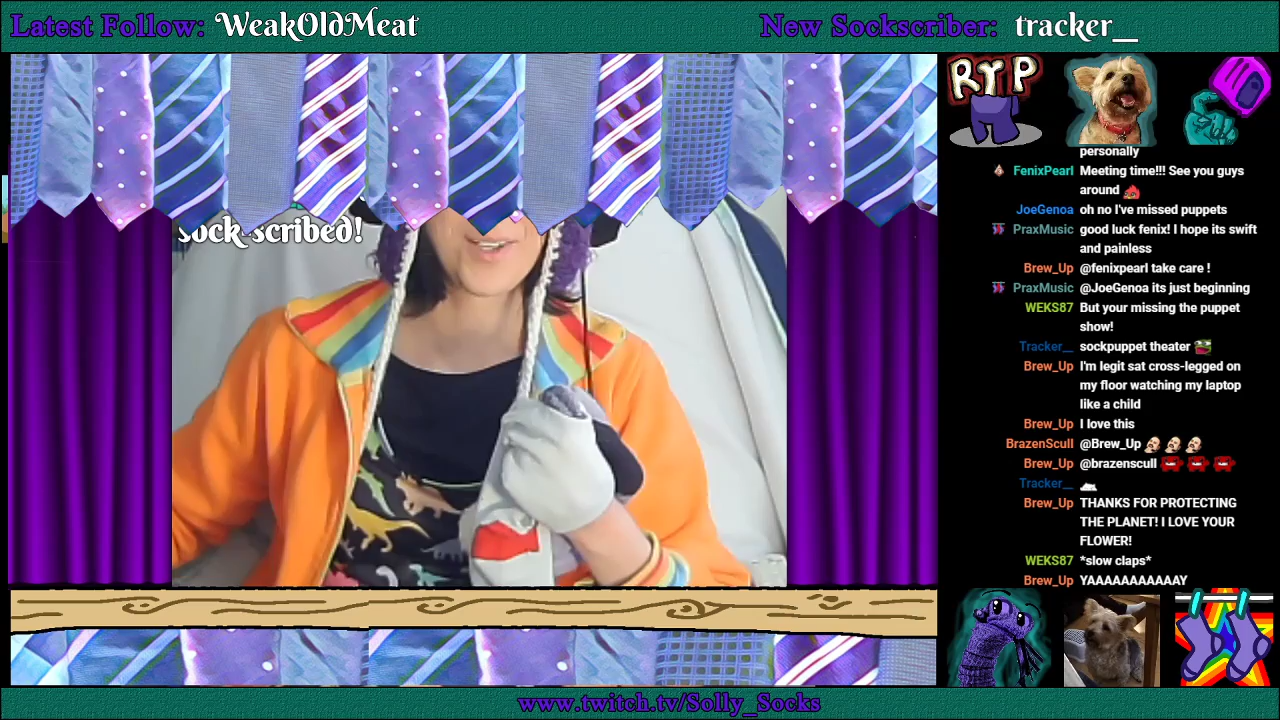 Latest Follow: WeakOldMeat
New Sockscriber: tracker__
RIP
sock-scribed!
personally
FenixPearl Meeting time!!! See you guys
around
JoeGenoa oh no I've missed puppets
PraxMusic good luck fenix! I hope its swift
and painless
Brew_Up @fenixpearl take care !
PraxMusic @JoeGenoa its just beginning
WEKS87 But your missing the puppet
show!
Tracker__ sockpuppet theater
Brew_Up I'm legit sat cross-legged on
my floor watching my laptop
like a child
Brew_Up I love this
BrazenScull @Brew_Up
Brew_Up @brazenscull
Tracker__
Brew_Up THANKS FOR PROTECTING
THE PLANET! I LOVE YOUR
FLOWER!
WEKS87 *slow claps*
Brew_Up YAAAAAAAAAAAY
www.twitch.tv/Solly_Socks